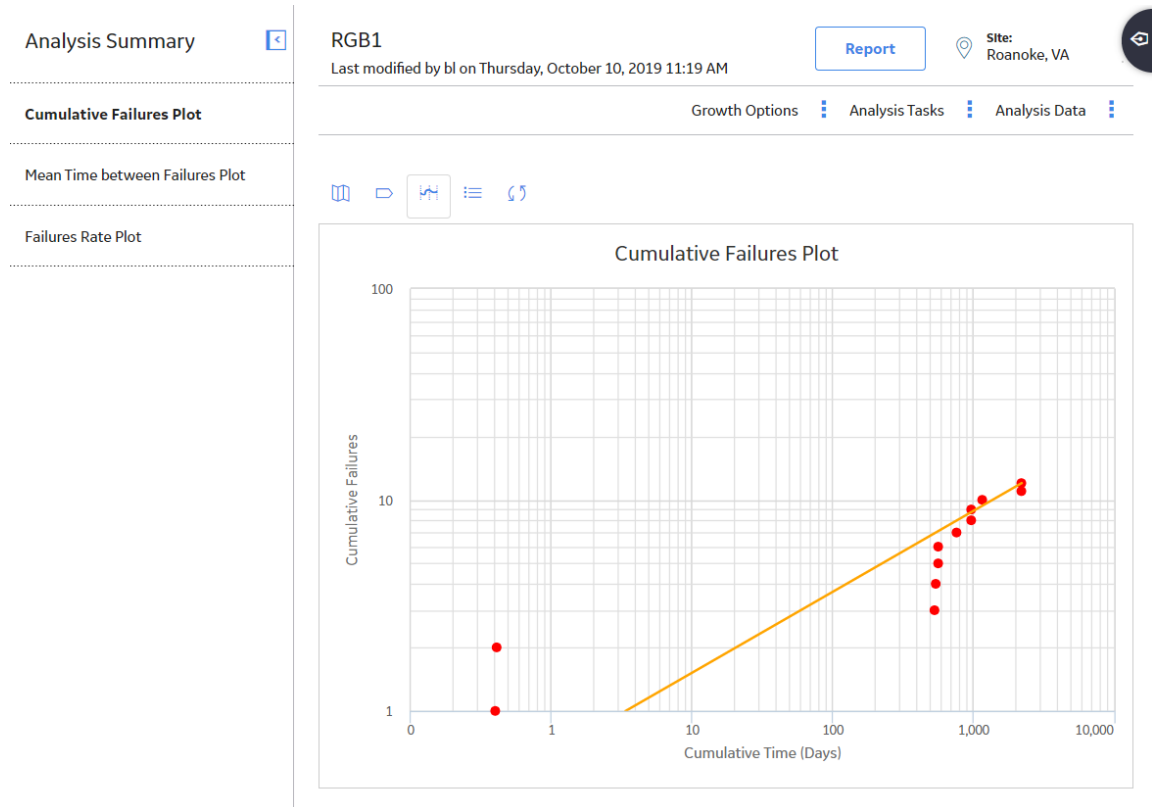 Analysis Summary
Cumulative Failures Plot
Mean Time between Failures Plot
Failures Rate Plot
RGB1
Last modified by bl on Thursday, October 10, 2019 11:19 AM
Report
Site:
Roanoke, VA
Growth Options
Analysis Tasks
Analysis Data
Cumulative Failures Plot
100
10
1
Cumulative Failures
0
1
10
100
1,000
10,000
Cumulative Time (Days)